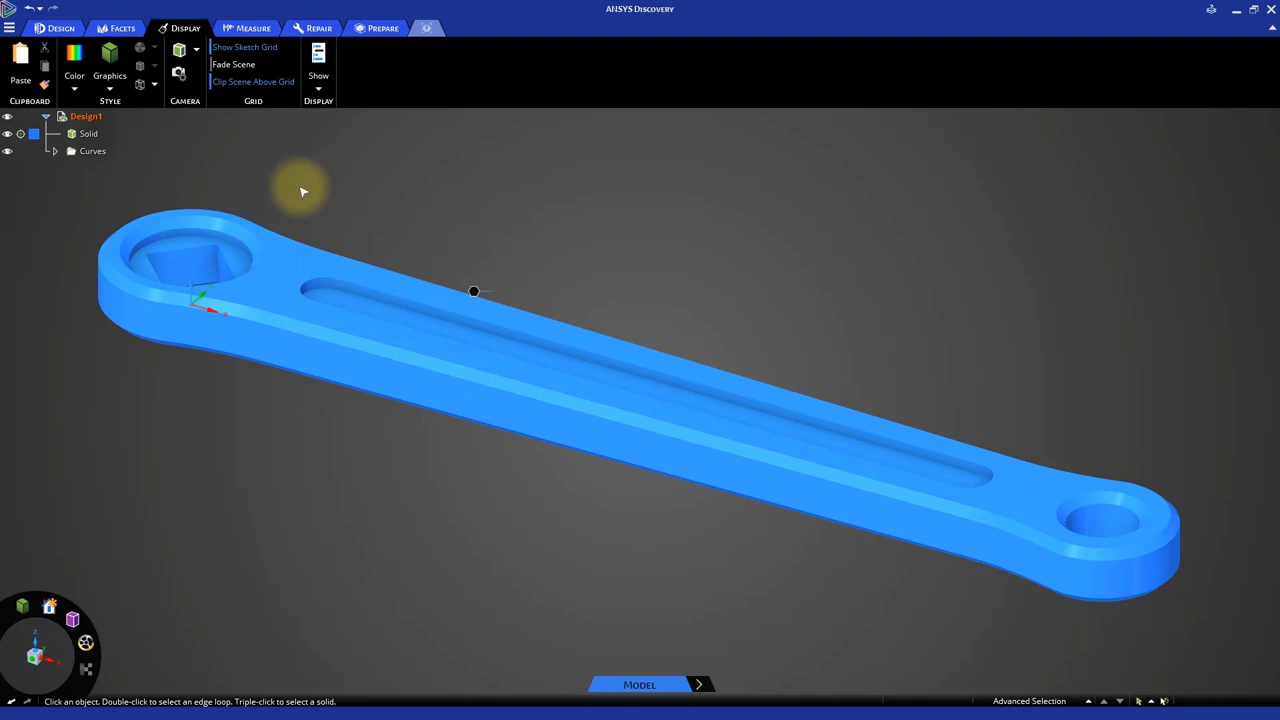 ANSYS Discovery
Design
Facets
Display
Measure
Repair
Prepare
Paste
Color
Graphics
Show Sketch Grid
Fade Scene
Clip Scene Above Grid
Show
Clipboard
Style
Camera
Grid
Display
Design1
Solid
Curves
x
z
x
Model
Click an object. Double-click to select an edge loop. Triple-click to select a solid.
Advanced Selection